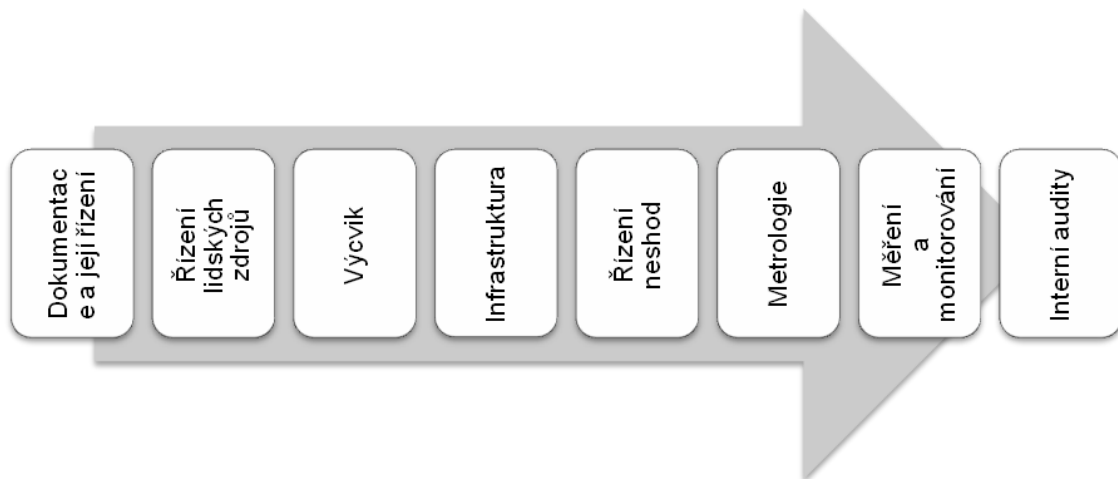 Dokumentac
e a její řízení
Řízení
lidských
zdrojů
Výcvik
Infrastruktura
Řízení
neshod
Metrologie
Měření
a
monitorování
Interní audity